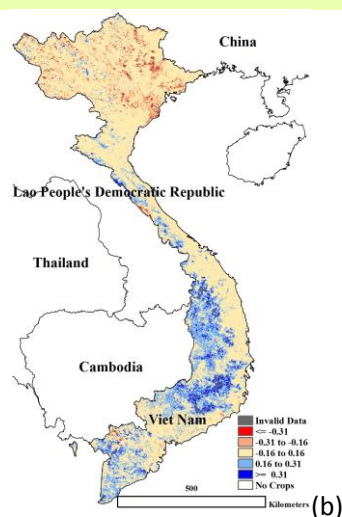 China
Lao People's Democratic Republic
Thailand
Cambodia
Viet Nam
Invalid Data
<= -0.31
-0.31 to -0.16
-0.16 to 0.16
0.16 to 0.31
>= 0.31
No Crops
500
Kilometers
(b)